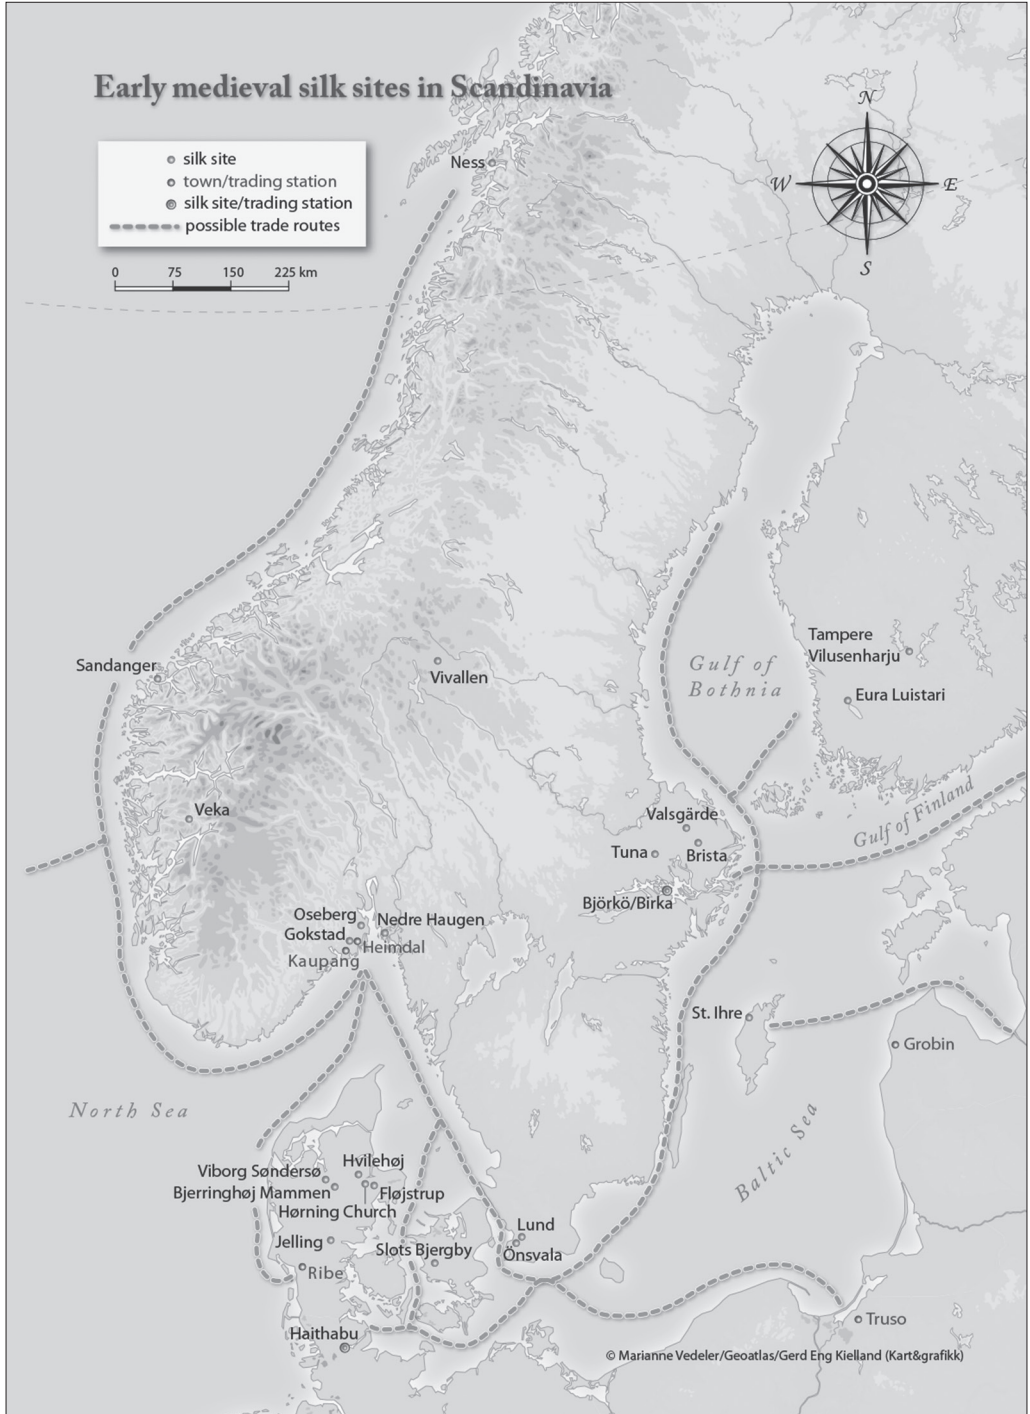 Early medieval silk sites in Scandinavia
N
W
E
S
silk site
town/trading station
silk site/trading station
possible trade routes
0 75 150 225 km
Ness
Sandanger
Vivallen
Gulf of
Bothnia
Tampere
Vilusenharju
Eura Luistari
Veka
Valsgärde
Tuna
Brista
Gulf of Finland
Björkö/Birka
Oseberg
Nedre Haugen
Gokstad
Heimdal
Kaupang
St. Ihre
Grobin
North Sea
Baltic Sea
Hvilehøj
Viborg Søndersø
Bjerringhøj Mammen
Fløjstrup
Hørning Church
Jelling
Slots Bjergby
Lund
Önsvala
Ribe
Haithabu
Truso
© Marianne Vedeler/Geoatlas/Gerd Eng Kielland (Kart&grafikk)